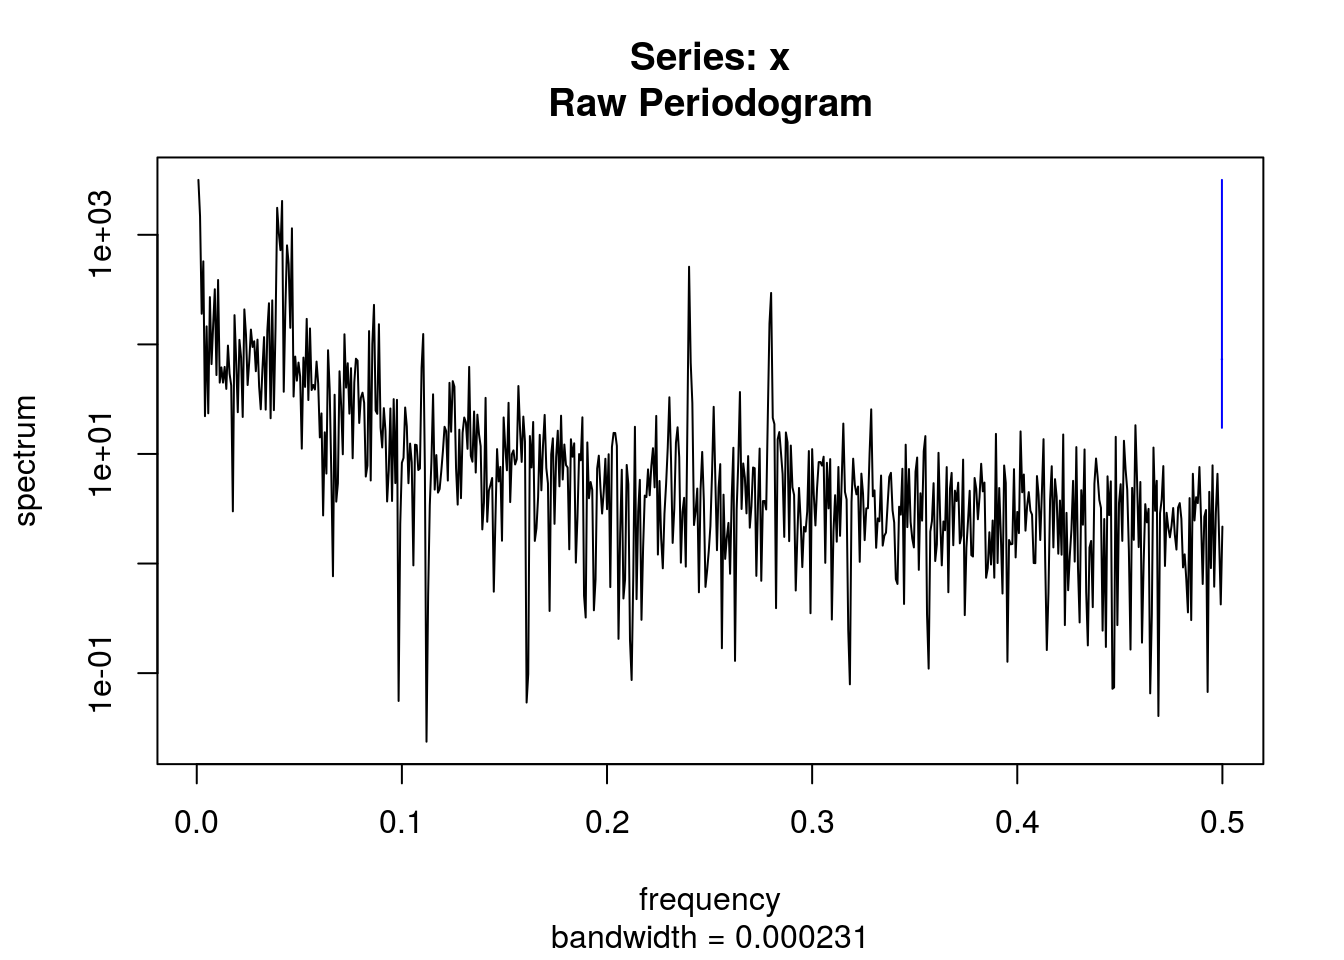 Series: x
Raw Periodogram
spectrum
1e+03
1e+01
1e-01
0.0 0.1 0.2 0.3 0.4 0.5
frequency
bandwidth = 0.000231